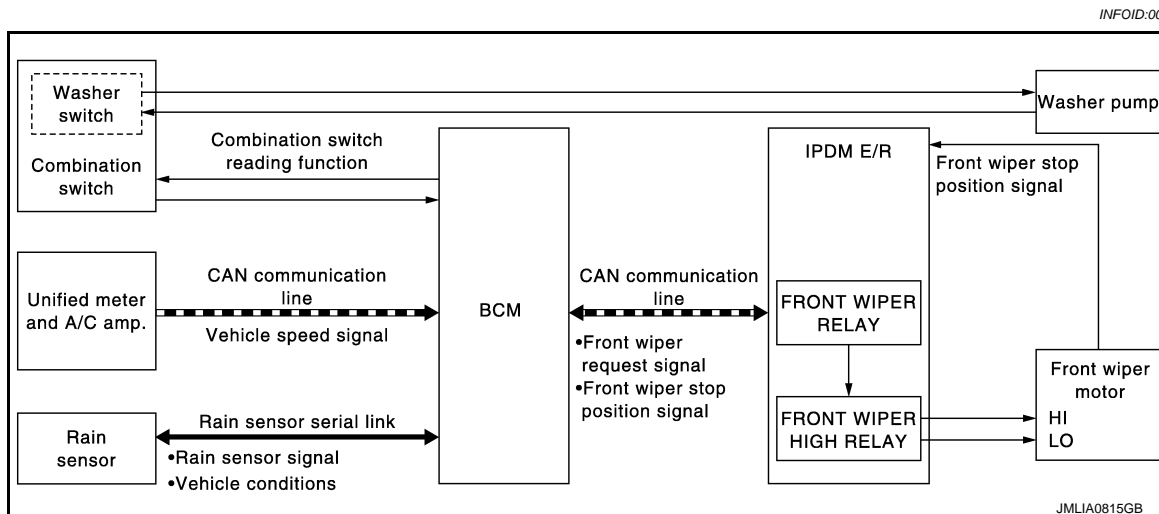 INFOID:00
Washer
switch
Combination
switch
Combination switch
reading function
Washer pump
IPDM E/R
Front wiper stop
position signal
Unified meter
and A/C amp.
CAN communication
line
Vehicle speed signal
BCM
CAN communication
line
•Front wiper
request signal
•Front wiper stop
position signal
FRONT WIPER
RELAY
FRONT WIPER
HIGH RELAY
Front wiper
motor
HI
LO
Rain
sensor
Rain sensor serial link
•Rain sensor signal
•Vehicle conditions
JMLIA0815GB